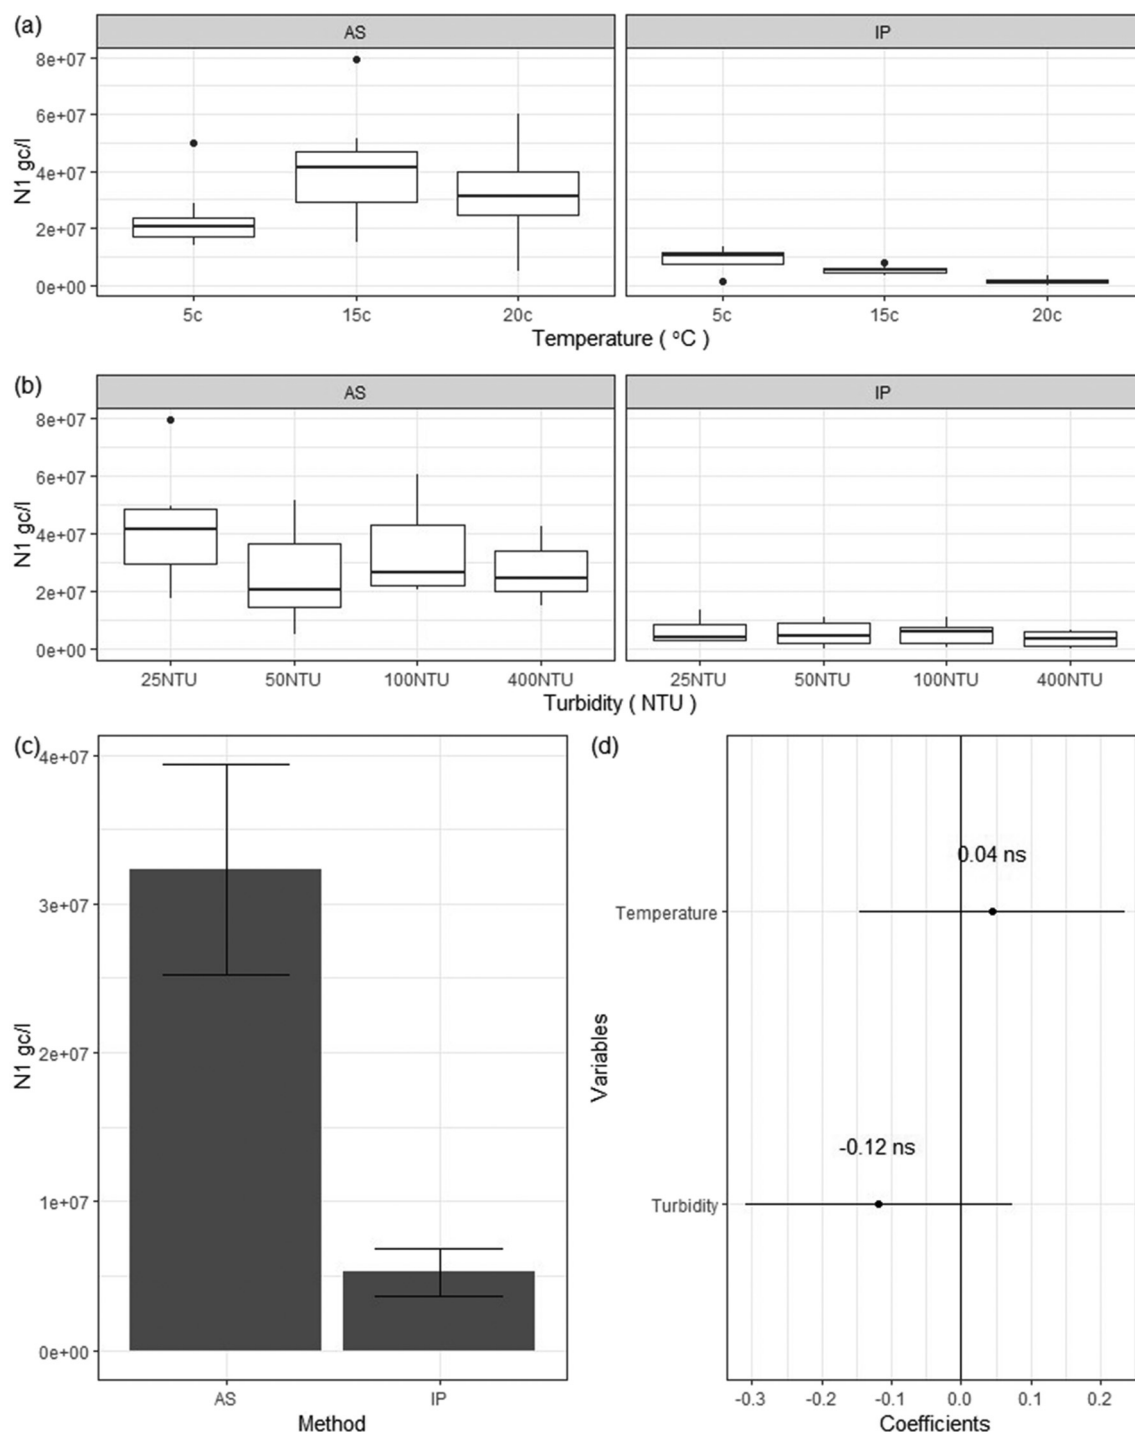 (a)
AS
IP
8e+07
6e+07
4e+07
2e+07
0e+00
N1 gc/l
5c
15c
20c
5c
15c
20c
Temperature ( °C )
(b)
AS
IP
8e+07
6e+07
4e+07
2e+07
0e+00
N1 gc/l
25NTU
50NTU
100NTU
400NTU
25NTU
50NTU
100NTU
400NTU
Turbidity ( NTU )
(c)
4e+07
3e+07
2e+07
1e+07
0e+00
N1 gc/l
AS
IP
Method
(d)
0.04 ns
Temperature
Variables
-0.12 ns
Turbidity
-0.3
-0.2
-0.1
0.0
0.1
0.2
Coefficients